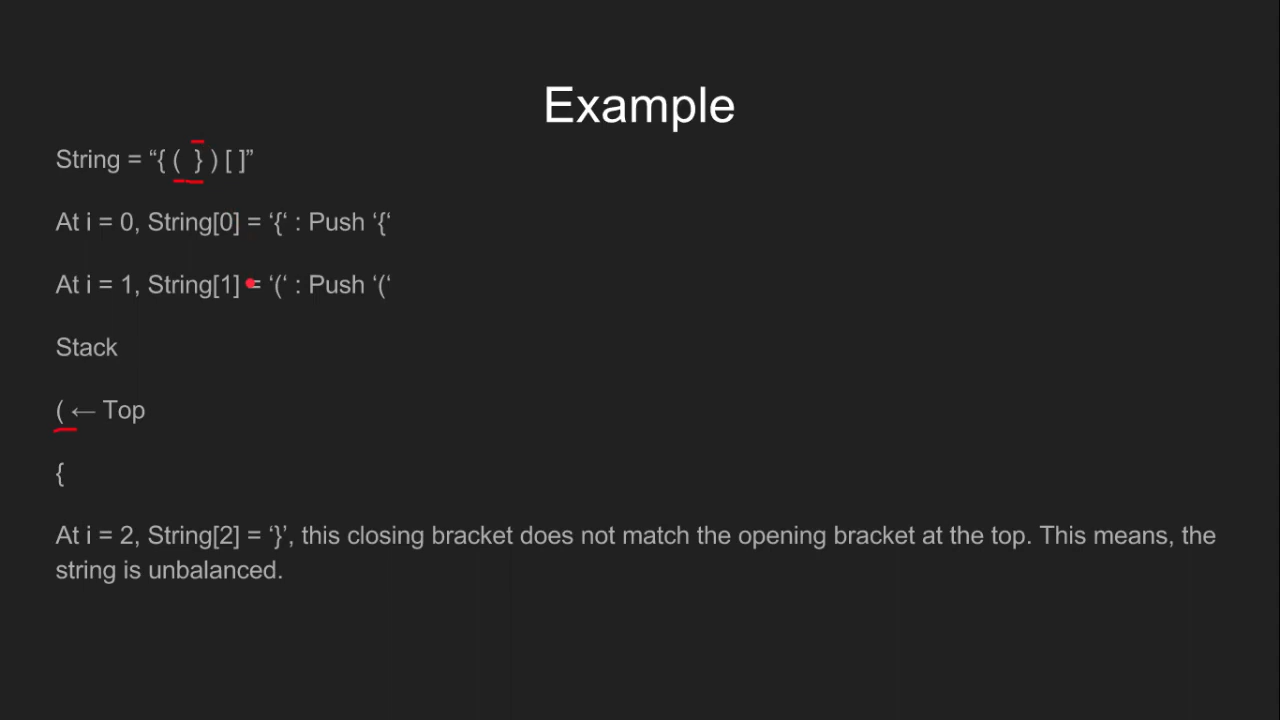 Example
String = “{ ( } ) [ ]”
At i = 0, String[0] = ‘{‘ : Push ‘{‘
At i = 1, String[1] = ‘(‘ : Push ‘(‘
Stack
( ← Top
{
At i = 2, String[2] = ‘}’, this closing bracket does not match the opening bracket at the top. This means, the
string is unbalanced.